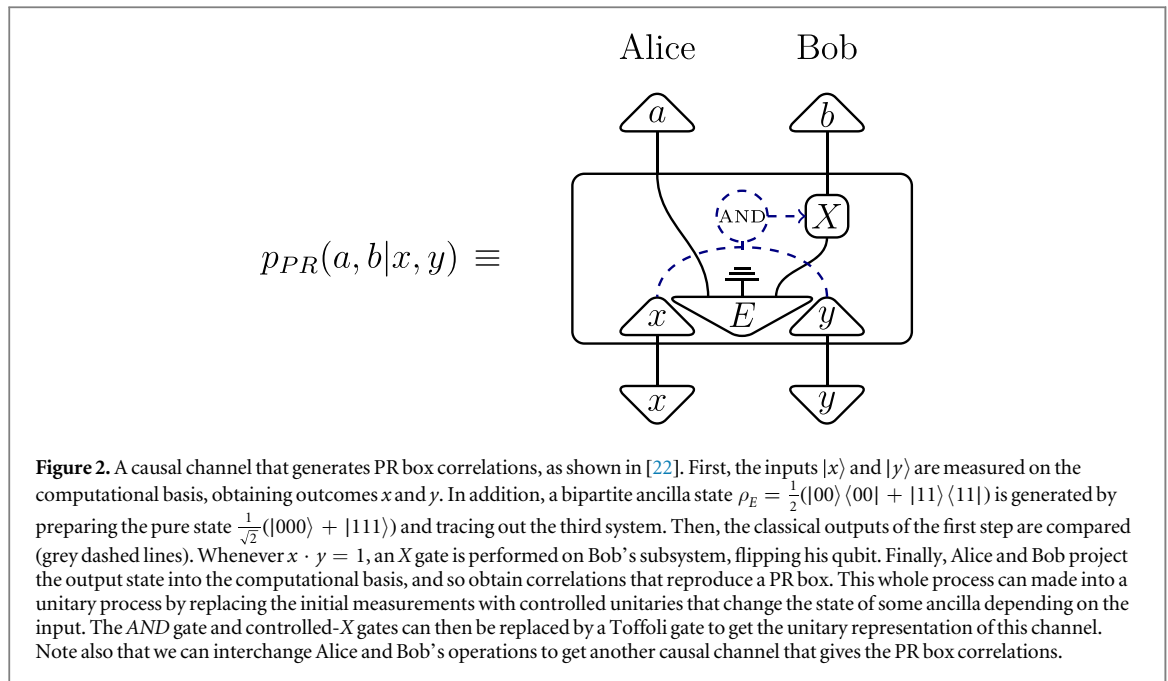 Alice Bob
a b
AND X
p_{PR}(a, b|x, y) ≡
x E y
x y
Figure 2. A causal channel that generates PR box correlations, as shown in [22]. First, the inputs |x⟩ and |y⟩ are measured on the
computational basis, obtaining outcomes x and y. In addition, a bipartite ancilla state ρ_E = 1/2(|00⟩⟨00| + |11⟩⟨11|) is generated by
preparing the pure state 1/√2(|000⟩ + |111⟩) and tracing out the third system. Then, the classical outputs of the first step are compared
(grey dashed lines). Whenever x · y = 1, an X gate is performed on Bob's subsystem, flipping his qubit. Finally, Alice and Bob project
the output state into the computational basis, and so obtain correlations that reproduce a PR box. This whole process can made into a
unitary process by replacing the initial measurements with controlled unitaries that change the state of some ancilla depending on the
input. The AND gate and controlled-X gates can then be replaced by a Toffoli gate to get the unitary representation of this channel.
Note also that we can interchange Alice and Bob's operations to get another causal channel that gives the PR box correlations.